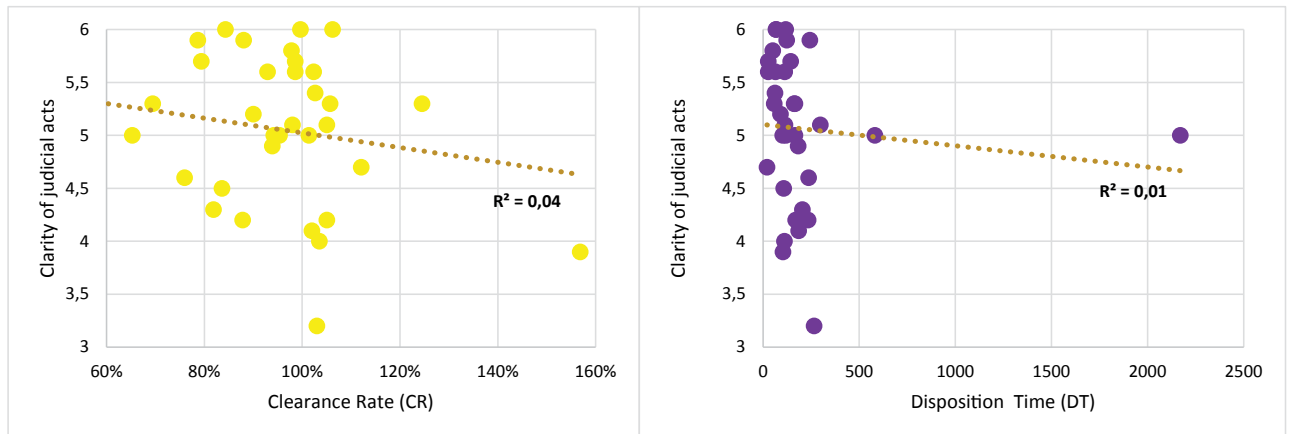 Clarity of judicial acts
6
5,5
5
4,5
4
3,5
3
R² = 0,04
60% 80% 100% 120% 140% 160%
Clearance Rate (CR)
Clarity of judicial acts
6
5,5
5
4,5
4
3,5
3
R² = 0,01
0 500 1000 1500 2000 2500
Disposition Time (DT)